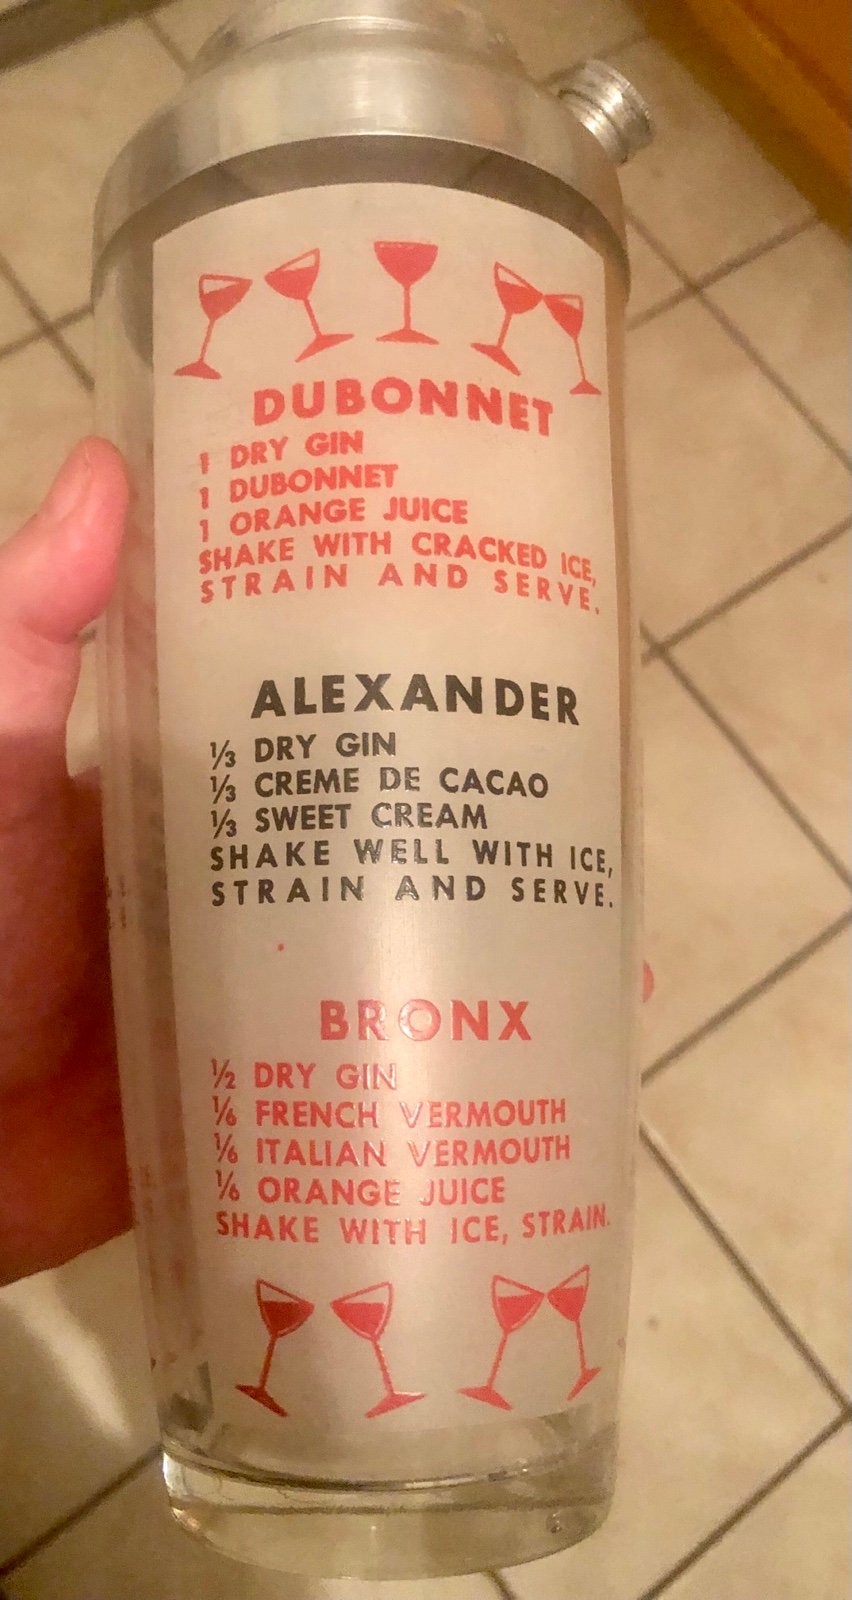 DUBONNET
1 DRY GIN
1 DUBONNET
1 ORANGE JUICE
SHAKE WITH CRACKED ICE,
STRAIN AND SERVE.
ALEXANDER
⅓ DRY GIN
⅓ CREME DE CACAO
⅓ SWEET CREAM
SHAKE WELL WITH ICE,
STRAIN AND SERVE.
BRONX
½ DRY GIN
⅙ FRENCH VERMOUTH
⅙ ITALIAN VERMOUTH
⅙ ORANGE JUICE
SHAKE WITH ICE, STRAIN.